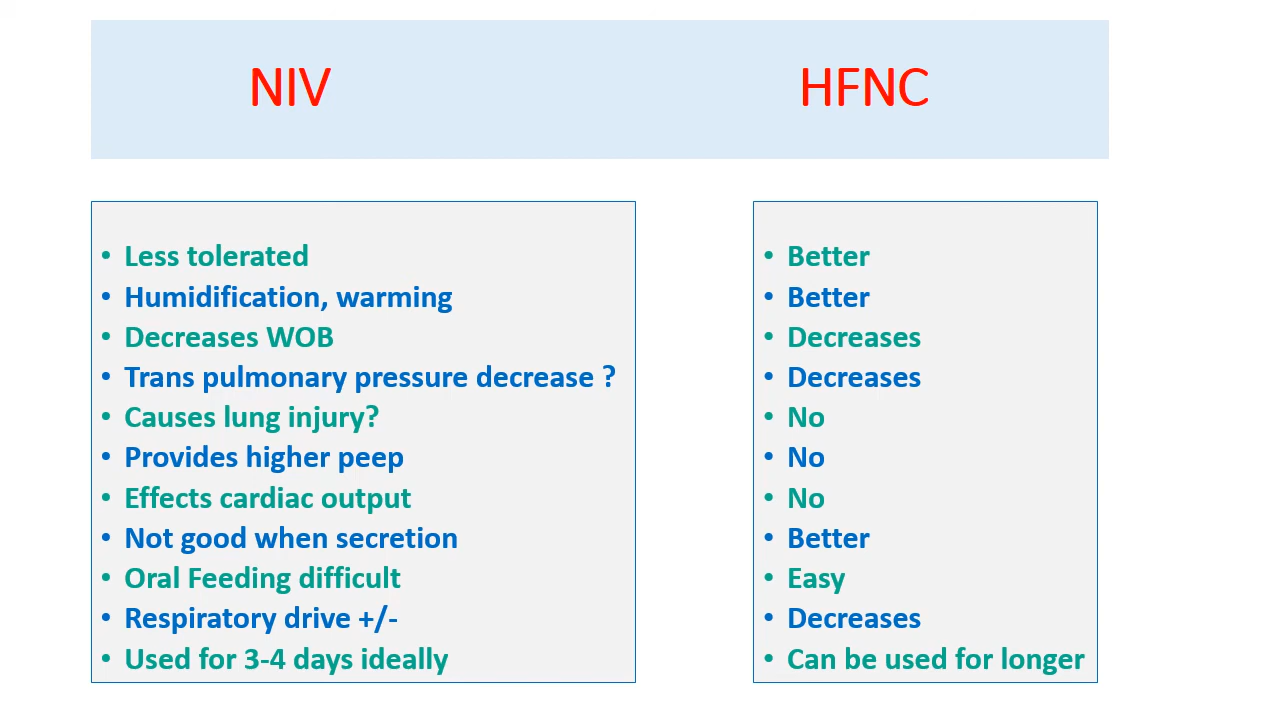 NIV HFNC
• Less tolerated
• Humidification, warming
• Decreases WOB
• Trans pulmonary pressure decrease ?
• Causes lung injury?
• Provides higher peep
• Effects cardiac output
• Not good when secretion
• Oral Feeding difficult
• Respiratory drive +/-
• Used for 3-4 days ideally
• Better
• Better
• Decreases
• Decreases
• No
• No
• No
• Better
• Easy
• Decreases
• Can be used for longer